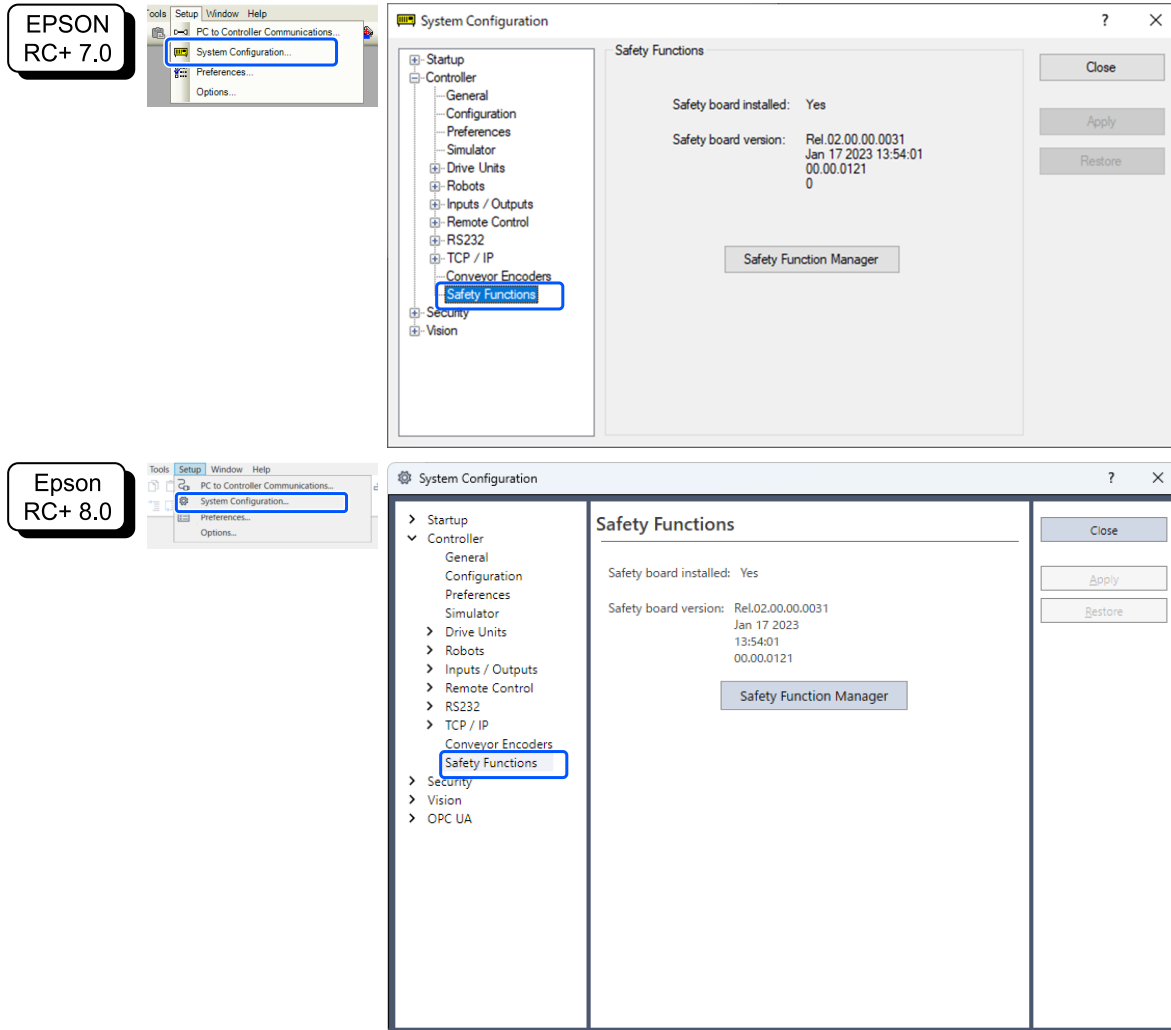 EPSON
RC+ 7.0
ools Setup Window Help
PC to Controller Communications...
System Configuration...
Preferences...
Options...
System Configuration
?
Startup
Controller
General
Configuration
Preferences
Simulator
Drive Units
Robots
Inputs / Outputs
Remote Control
RS232
TCP / IP
Conveyor Encoders
Safety Functions
Security
Vision
Safety Functions
Safety board installed: Yes
Safety board version: Rel.02.00.00.0031
Jan 17 2023 13:54:01
00.00.0121
0
Safety Function Manager
Close
Apply
Restore
Epson
RC+ 8.0
Tools Setup Window Help
PC to Controller Communications...
System Configuration...
Preferences...
Options...
System Configuration
?
Startup
Controller
General
Configuration
Preferences
Simulator
Drive Units
Robots
Inputs / Outputs
Remote Control
RS232
TCP / IP
Conveyor Encoders
Safety Functions
Security
Vision
OPC UA
Safety Functions
Safety board installed: Yes
Safety board version: Rel.02.00.00.0031
Jan 17 2023
13:54:01
00.00.0121
Safety Function Manager
Close
Apply
Restore